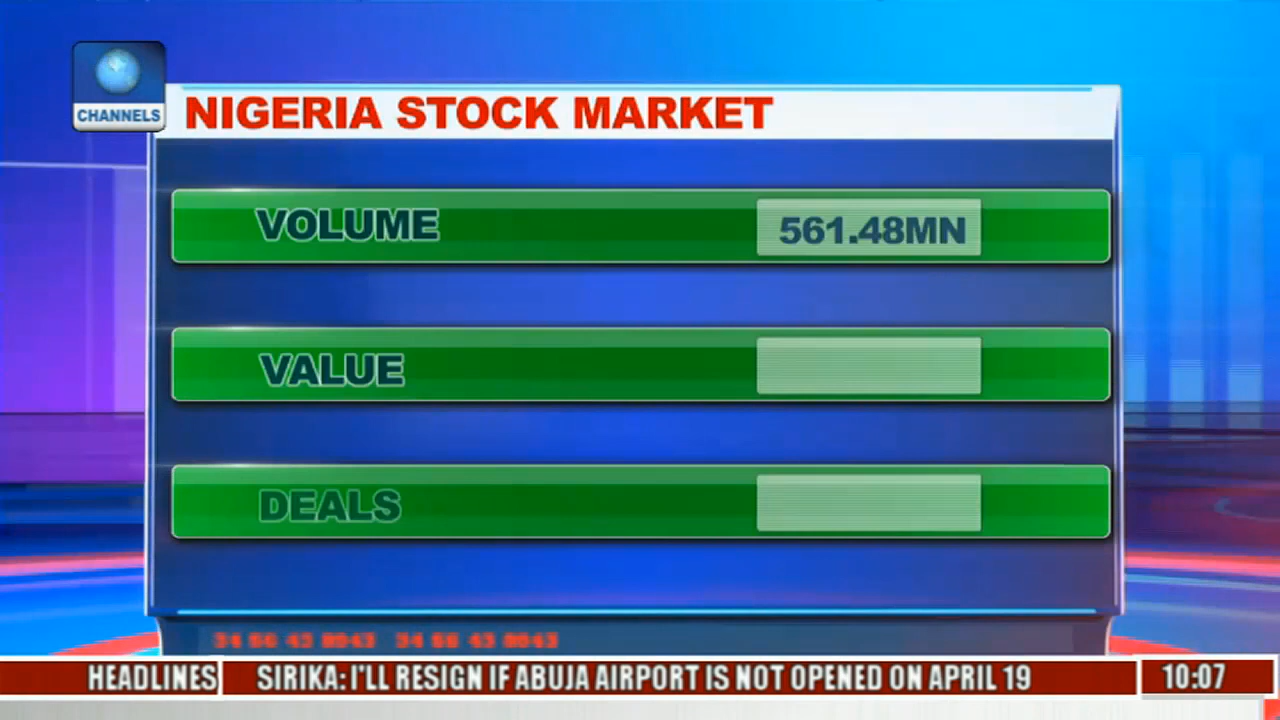 CHANNELS
NIGERIA STOCK MARKET
VOLUME 561.48MN
VALUE
DEALS
HEADLINES SIRIKA: I'LL RESIGN IF ABUJA AIRPORT IS NOT OPENED ON APRIL 19 10:07